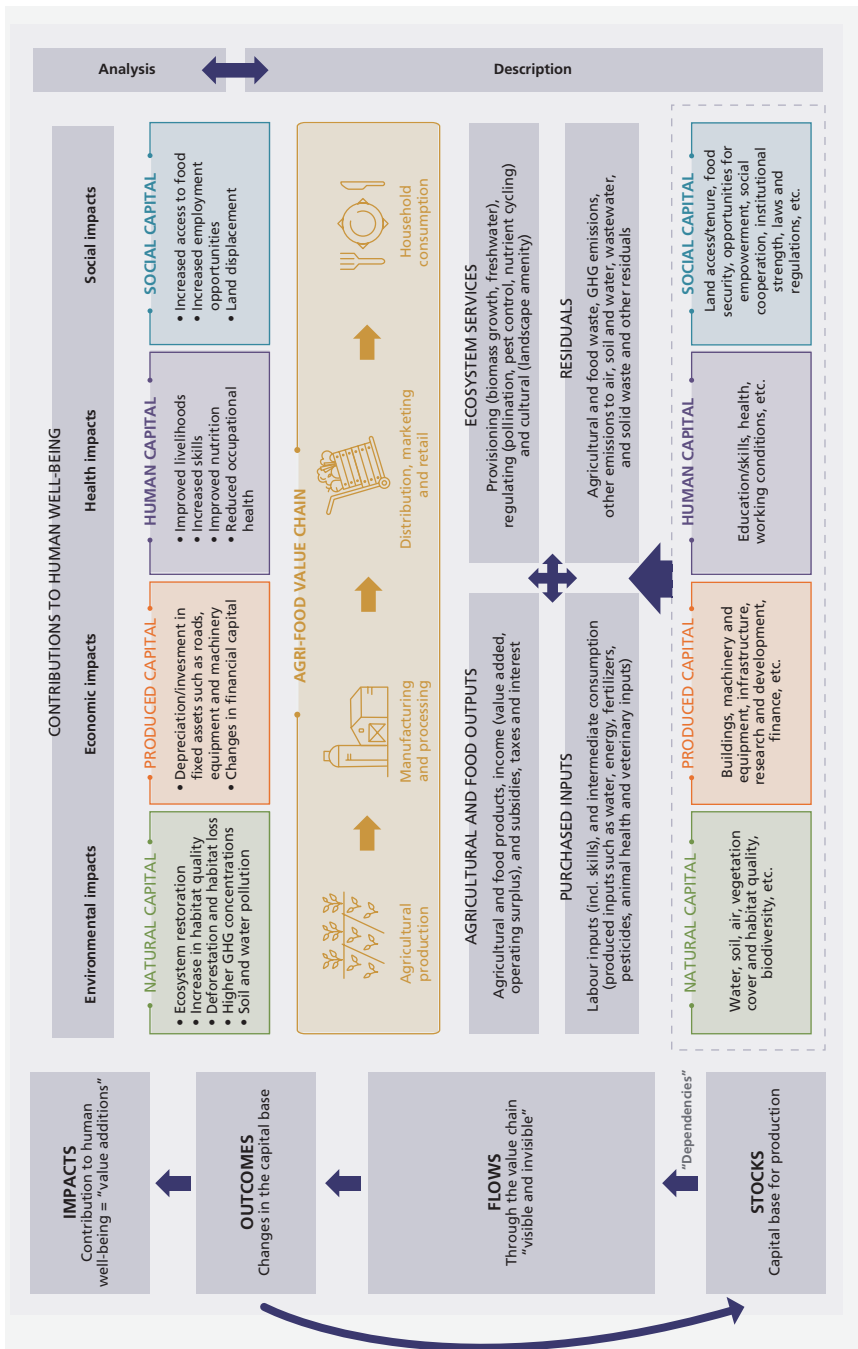 Analysis
Description
CONTRIBUTIONS TO HUMAN WELL-BEING
Environmental impacts
Economic impacts
Health impacts
Social impacts
IMPACTS
Contribution to human
well-being = “value additions”
OUTCOMES
Changes in the capital base
NATURAL CAPITAL
• Ecosystem restoration
• Increase in habitat quality
• Deforestation and habitat loss
• Higher GHG concentrations
• Soil and water pollution
PRODUCED CAPITAL
• Depreciation/invesment in
fixed assets such as roads,
equipment and machinery
• Changes in financial capital
HUMAN CAPITAL
• Improved livelihoods
• Increased skills
• Improved nutrition
• Reduced occupational
health
SOCIAL CAPITAL
• Increased access to food
• Increased employment
opportunities
• Land displacement
FLOWS
Through the value chain
“visible and invisible”
AGRI-FOOD VALUE CHAIN
Agricultural
production
Manufacturing
and processing
Distribution, marketing
and retail
Household
consumption
AGRICULTURAL AND FOOD OUTPUTS
Agricultural and food products, income (value added,
operating surplus), and subsidies, taxes and interest
ECOSYSTEM SERVICES
Provisioning (biomass growth, freshwater),
regulating (pollination, pest control, nutrient cycling)
and cultural (landscape amenity)
PURCHASED INPUTS
Labour inputs (incl. skills), and intermediate consumption
(produced inputs such as water, energy, fertilizers,
pesticides, animal health and veterinary inputs)
RESIDUALS
Agricultural and food waste, GHG emissions,
other emissions to air, soil and water, wastewater,
and solid waste and other residuals
“Dependencies”
STOCKS
Capital base for production
NATURAL CAPITAL
Water, soil, air, vegetation
cover and habitat quality,
biodiversity, etc.
PRODUCED CAPITAL
Buildings, machinery and
equipment, infrastructure,
research and development,
finance, etc.
HUMAN CAPITAL
Education/skills, health,
working conditions, etc.
SOCIAL CAPITAL
Land access/tenure, food
security, opportunities for
empowerment, social
cooperation, institutional
strength, laws and
regulations, etc.